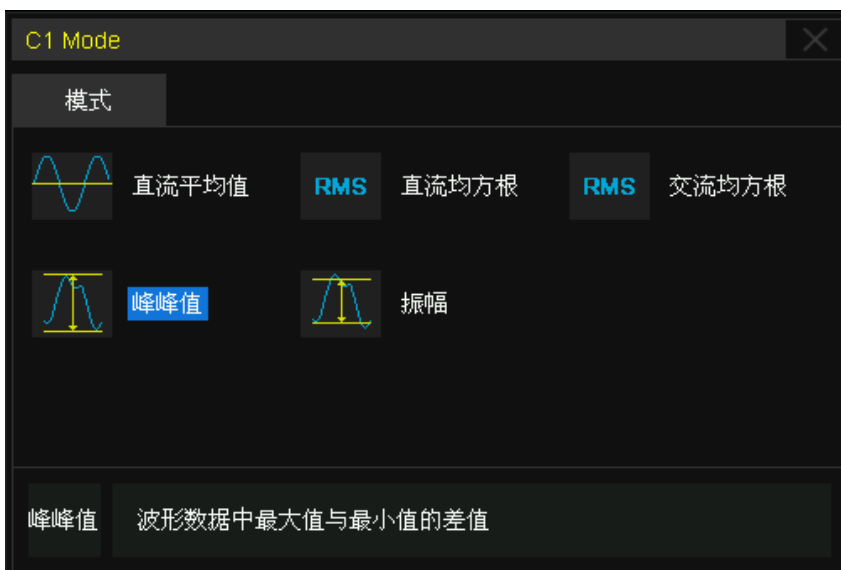 C1 Mode
模式
直流平均值
RMS 直流均方根
RMS 交流均方根
峰峰值
振幅
峰峰值 波形数据中最大值与最小值的差值